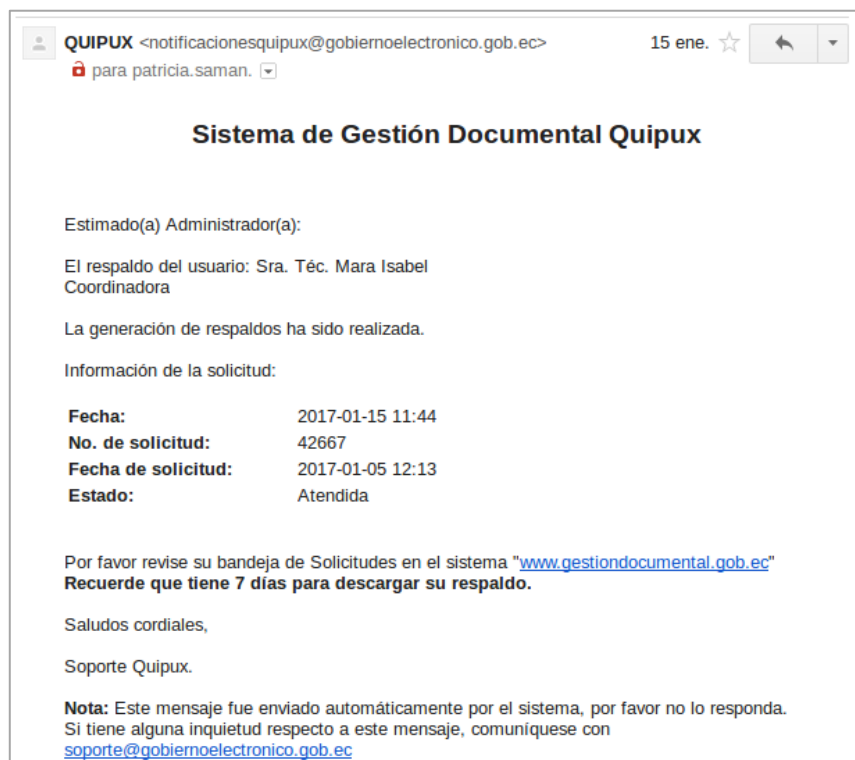 QUIPUX <notificacionesquipux@gobiernoelectronico.gob.ec> 15 ene.
para patricia.saman.
Sistema de Gestión Documental Quipux
Estimado(a) Administrador(a):
El respaldo del usuario: Sra. Téc. Mara Isabel
Coordinadora
La generación de respaldos ha sido realizada.
Información de la solicitud:
Fecha: 2017-01-15 11:44
No. de solicitud: 42667
Fecha de solicitud: 2017-01-05 12:13
Estado: Atendida
Por favor revise su bandeja de Solicitudes en el sistema "www.gestiondocumental.gob.ec"
Recuerde que tiene 7 días para descargar su respaldo.
Saludos cordiales,
Soporte Quipux.
Nota: Este mensaje fue enviado automáticamente por el sistema, por favor no lo responda.
Si tiene alguna inquietud respecto a este mensaje, comuníquese con
soporte@gobiernoelectronico.gob.ec